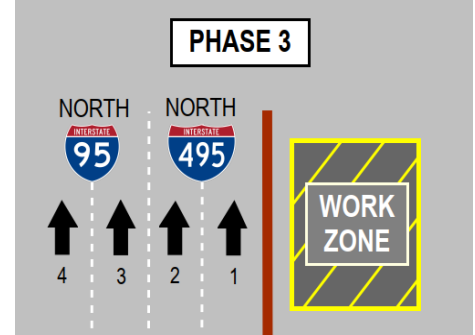 PHASE 3
NORTH NORTH
INTERSTATE INTERSTATE
95 495
WORK
ZONE
4 3 2 1